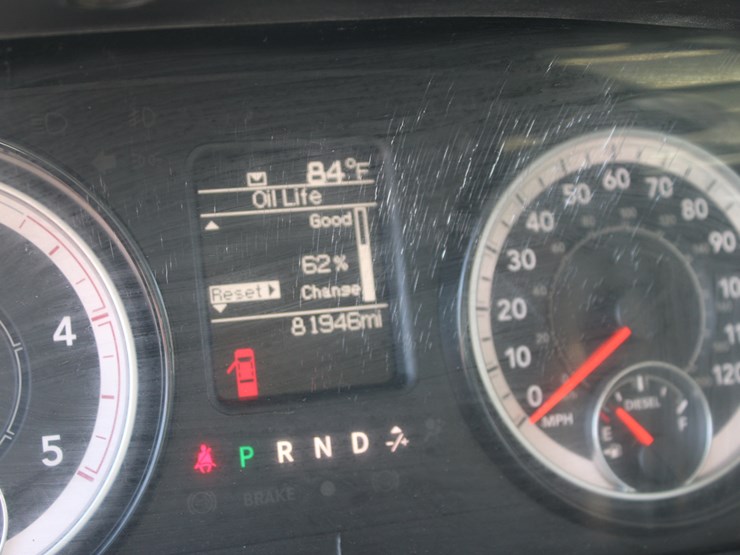 84°F
Oil Life
Good
62%
Reset
Change
81946mi
4
5
P R N D
BRAKE
0
10
20
30
40
50
60
70
80
90
120
MPH
DIESEL
E
F